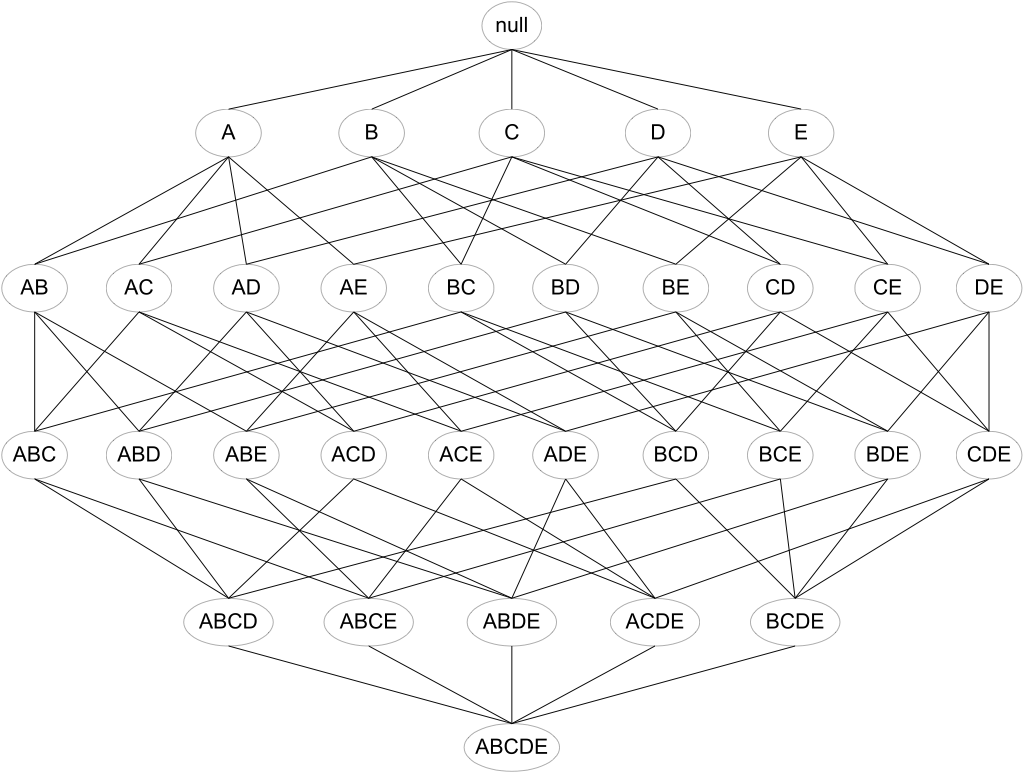 null
A B C D E
AB AC AD AE BC BD BE CD CE DE
ABC ABD ABE ACD ACE ADE BCD BCE BDE CDE
ABCD ABCE ABDE ACDE BCDE
ABCDE